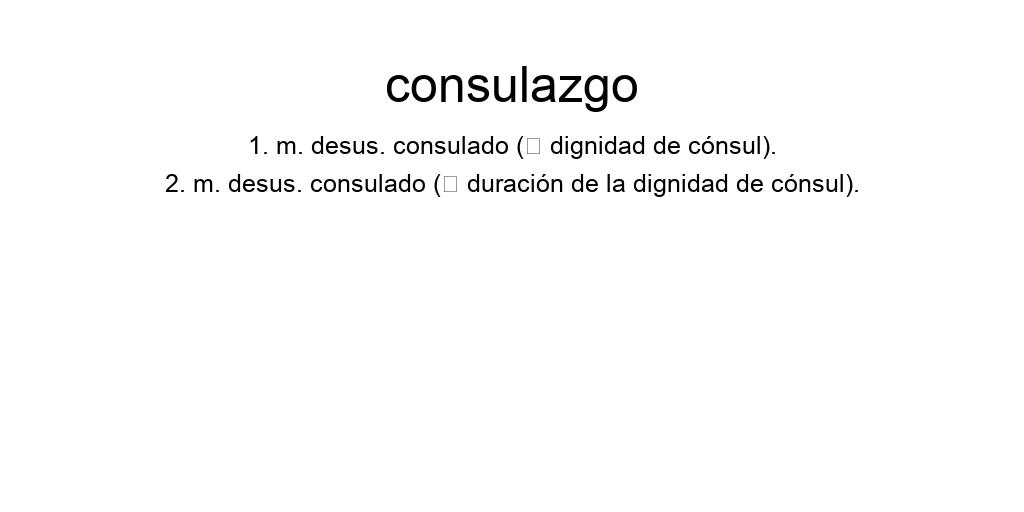 consulazgo
1. m. desus. consulado (□ dignidad de cónsul).
2. m. desus. consulado (□ duración de la dignidad de cónsul).